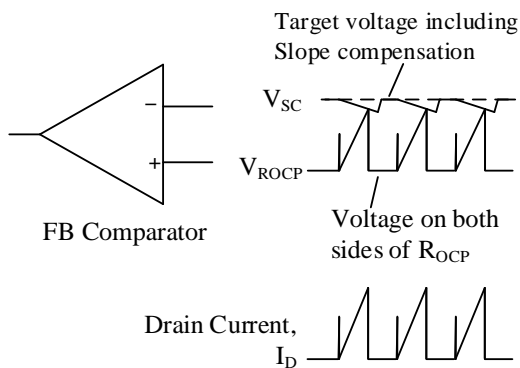 Target voltage including
Slope compensation
V_SC
−
+
V_ROCP
FB Comparator
Voltage on both
sides of R_OCP
Drain Current,
I_D